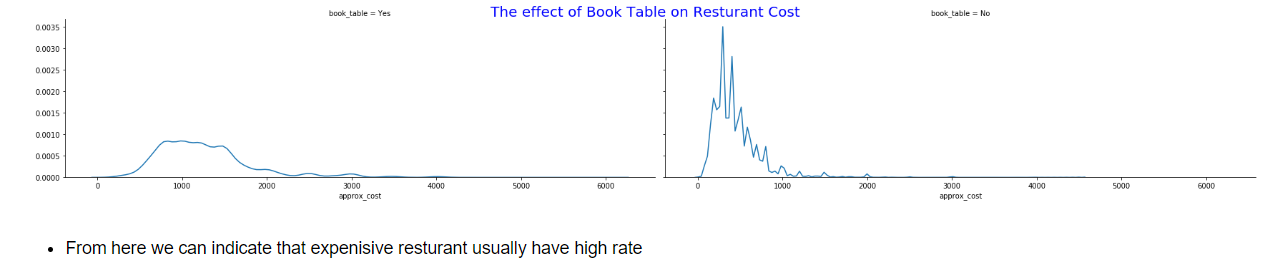 The effect of Book Table on Resturant Cost
book_table = Yes
book_table = No
0.0035
0.0030
0.0025
0.0020
0.0015
0.0010
0.0005
0.0000
0 1000 2000 3000 4000 5000 6000
approx_cost
0 1000 2000 3000 4000 5000 6000
approx_cost
• From here we can indicate that expenisive resturant usually have high rate